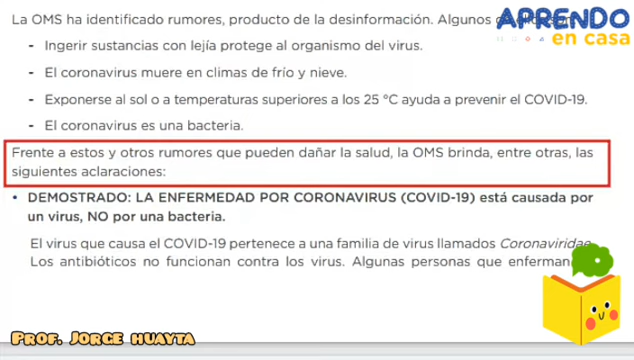 La OMS ha identificado rumores, producto de la desinformación. Algunos
APRENDO
en casa
- Ingerir sustancias con lejía protege al organismo del virus.
- El coronavirus muere en climas de frío y nieve.
- Exponerse al sol o a temperaturas superiores a los 25 °C ayuda a prevenir el COVID-19.
- El coronavirus es una bacteria.
Frente a estos y otros rumores que pueden dañar la salud, la OMS brinda, entre otras, las
siguientes aclaraciones:
• DEMOSTRADO: LA ENFERMEDAD POR CORONAVIRUS (COVID-19) está causada por
un virus, NO por una bacteria.
El virus que causa el COVID-19 pertenece a una familia de virus llamados Coronaviridae.
Los antibióticos no funcionan contra los virus. Algunas personas que
Prof. Jorge huayta